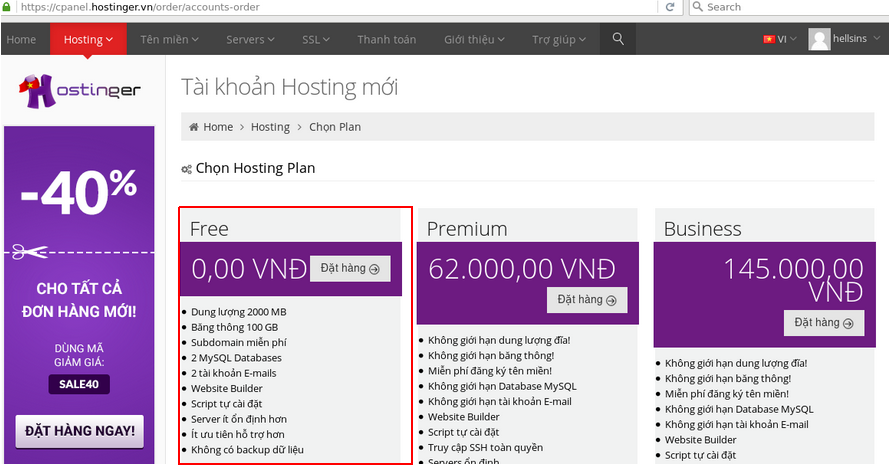 https://cpanel.hostinger.vn/order/accounts-order
Search
Home
Hosting
Tên miền
Servers
SSL
Thanh toán
Giới thiệu
Trợ giúp
VI
hellsins
Hostinger
-40%
CHO TẤT CẢ
ĐƠN HÀNG MỚI!
DÙNG MÃ
GIẢM GIÁ:
SALE40
ĐẶT HÀNG NGAY!
Tài khoản Hosting mới
Home > Hosting > Chọn Plan
Chọn Hosting Plan
Free
0,00 VNĐ
Đặt hàng
Dung lượng 2000 MB
Băng thông 100 GB
Subdomain miễn phí
2 MySQL Databases
2 tài khoản E-mails
Website Builder
Script tự cài đặt
Server ít ổn định hơn
Ít ưu tiên hỗ trợ hơn
Không có backup dữ liệu
Premium
62.000,00 VNĐ
Đặt hàng
Không giới hạn dung lượng đĩa!
Không giới hạn băng thông!
Miễn phí đăng ký tên miền!
Không giới hạn Database MySQL
Không giới hạn tài khoản E-mail
Website Builder
Script tự cài đặt
Truy cập SSH toàn quyền
Servers ổn định
Business
145.000,00
VNĐ
Đặt hàng
Không giới hạn dung lượng đĩa!
Không giới hạn băng thông!
Miễn phí đăng ký tên miền!
Không giới hạn Database MySQL
Không giới hạn tài khoản E-mail
Website Builder
Script tự cài đặt